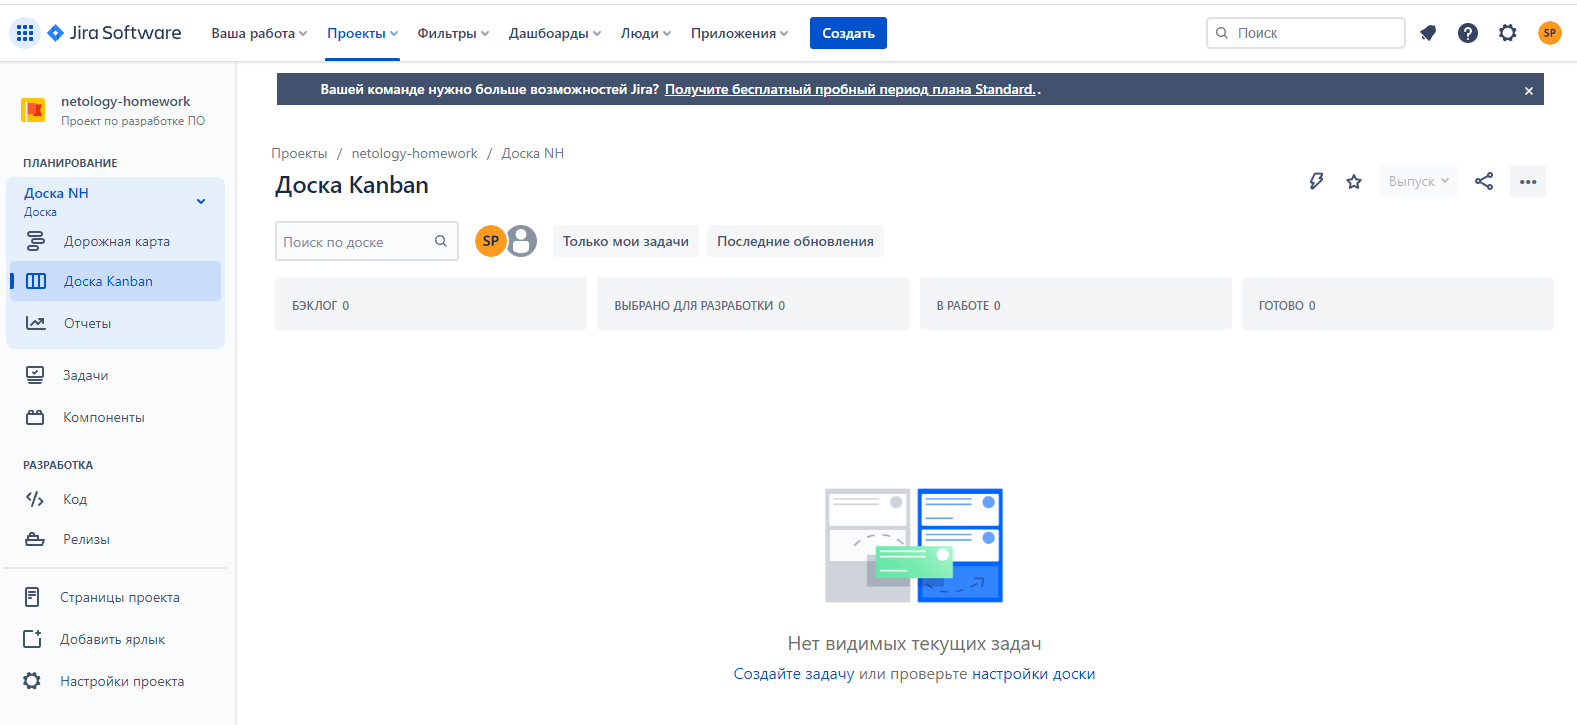 Jira Software
Ваша работа
Проекты
Фильтры
Дашборды
Люди
Приложения
Создать
Поиск
SP
netology-homework
Проект по разработке ПО
ПЛАНИРОВАНИЕ
Доска NH
Доска
Дорожная карта
Доска Kanban
Отчеты
Задачи
Компоненты
РАЗРАБОТКА
Код
Релизы
Страницы проекта
Добавить ярлык
Настройки проекта
Вашей команде нужно больше возможностей Jira? Получите бесплатный пробный период плана Standard. .
Проекты / netology-homework / Доска NH
Доска Kanban
Выпуск
Поиск по доске
SP
Только мои задачи
Последние обновления
БЭКЛОГ 0
ВЫБРАНО ДЛЯ РАЗРАБОТКИ 0
В РАБОТЕ 0
ГОТОВО 0
Нет видимых текущих задач
Создайте задачу или проверьте настройки доски